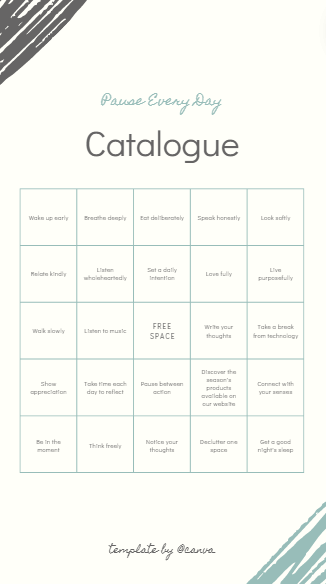 Pause Every Day
Catalogue
Wake up early
Breathe deeply
Eat deliberately
Speak honestly
Look softly
Relate kindly
Listen
wholeheartedly
Set a daily
intention
Love fully
Live
purposefully
Walk slowly
Listen to music
FREE
SPACE
Write your
thoughts
Take a break
from technology
Show
appreciation
Take time each
day to reflect
Pause between
action
Discover the
season's
products
available on
our website
Connect with
your senses
Be in the
moment
Think freely
Notice your
thoughts
Declutter one
space
Get a good
night's sleep
template by @canva